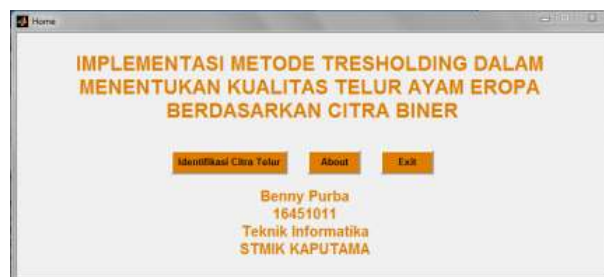 Home
IMPLEMENTASI METODE TRESHOLDING DALAM
MENENTUKAN KUALITAS TELUR AYAM EROPA
BERDASARKAN CITRA BINER
Identifikasi Citra Telur About Exit
Benny Purba
16451011
Teknik Informatika
STMIK KAPUTAMA